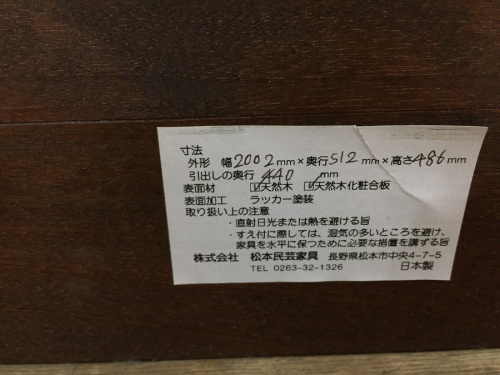 寸法
外形 幅2002mm×奥行512mm×高さ486mm
引出しの奥行440mm
表面材 ☑天然木 ☑天然木化粧合板
表面加工 ラッカー塗装
取り扱い上の注意
・直射日光または熱を避ける旨
・すえ付に際しては、湿気の多いところを避け、
家具を水平に保つために必要な措置を講ずる旨
株式会社 松本民芸家具 長野県松本市中央4-7-5
TEL 0263-32-1326 日本製